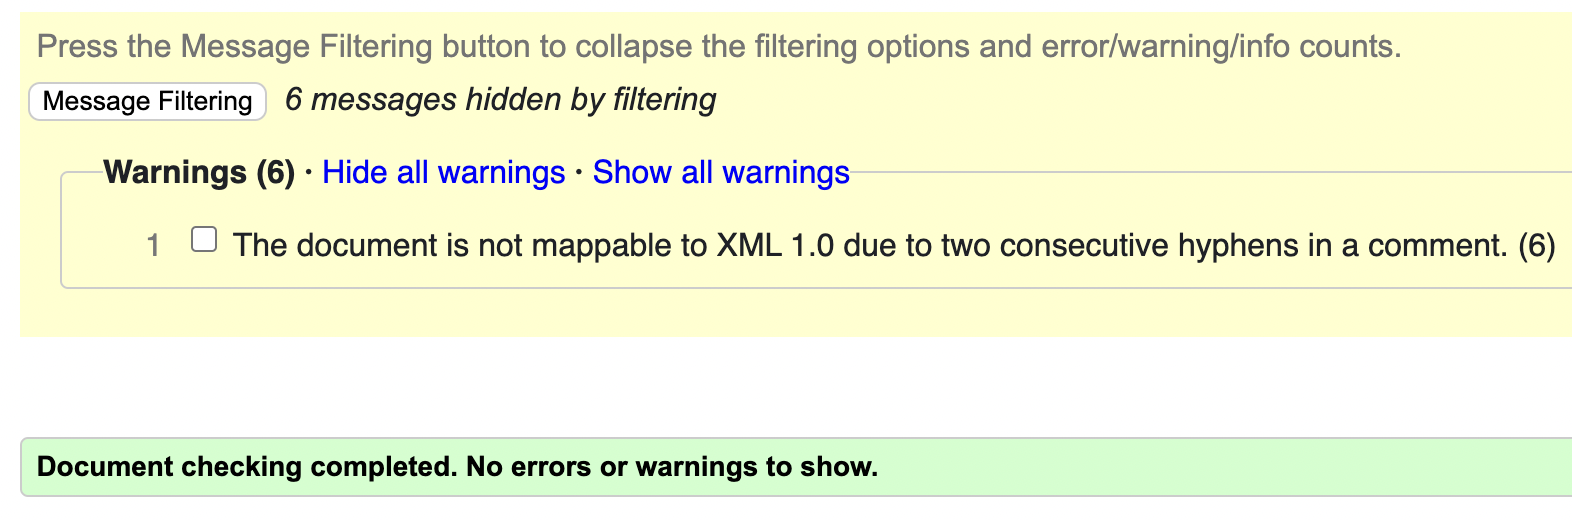 Press the Message Filtering button to collapse the filtering options and error/warning/info counts.
Message Filtering 6 messages hidden by filtering
Warnings (6) · Hide all warnings · Show all warnings
1 The document is not mappable to XML 1.0 due to two consecutive hyphens in a comment. (6)
Document checking completed. No errors or warnings to show.